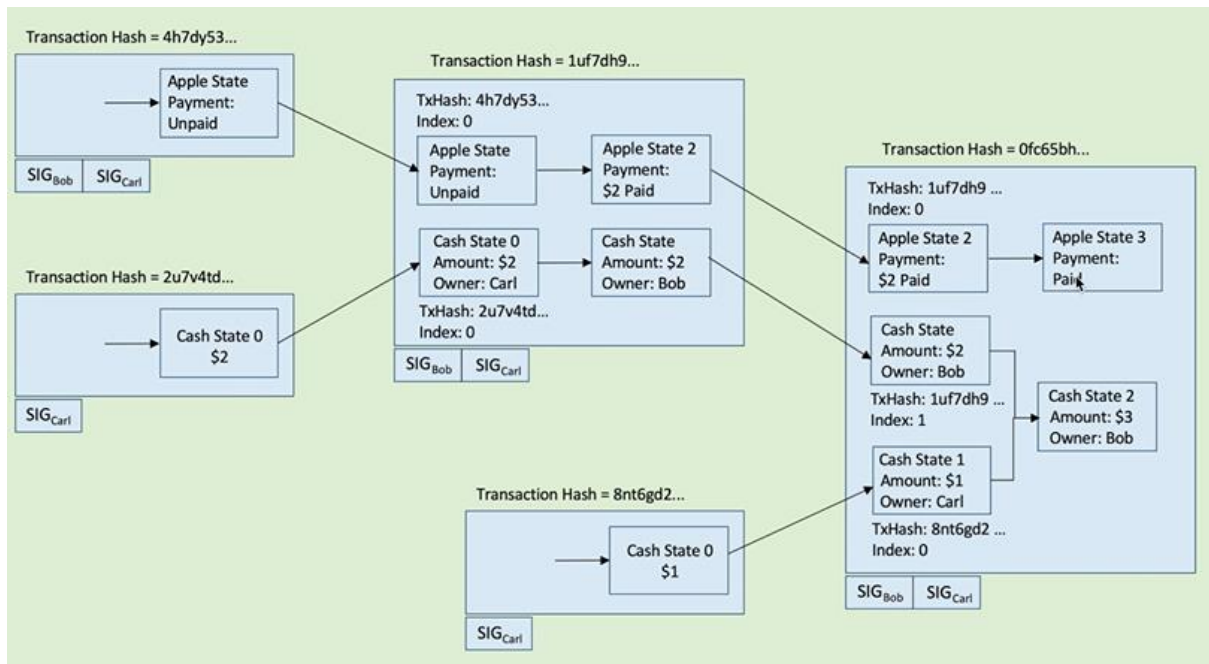 Transaction Hash = 4h7dy53...
Apple State
Payment:
Unpaid
SIGBob
SIGCarl
Transaction Hash = 2u7v4td...
Cash State 0
$2
SIGCarl
Transaction Hash = 1uf7dh9...
TxHash: 4h7dy53...
Index: 0
Apple State
Payment:
Unpaid
Apple State 2
Payment:
$2 Paid
Cash State 0
Amount: $2
Owner: Carl
Cash State
Amount: $2
Owner: Bob
TxHash: 2u7v4td...
Index: 0
SIGBob
SIGCarl
Transaction Hash = 8nt6gd2...
Cash State 0
$1
SIGCarl
Transaction Hash = 0fc65bh...
TxHash: 1uf7dh9 ...
Index: 0
Apple State 2
Payment:
$2 Paid
Apple State 3
Payment:
Paid
Cash State
Amount: $2
Owner: Bob
TxHash: 1uf7dh9 ...
Index: 1
Cash State 2
Amount: $3
Owner: Bob
Cash State 1
Amount: $1
Owner: Carl
TxHash: 8nt6gd2 ...
Index: 0
SIGBob
SIGCarl